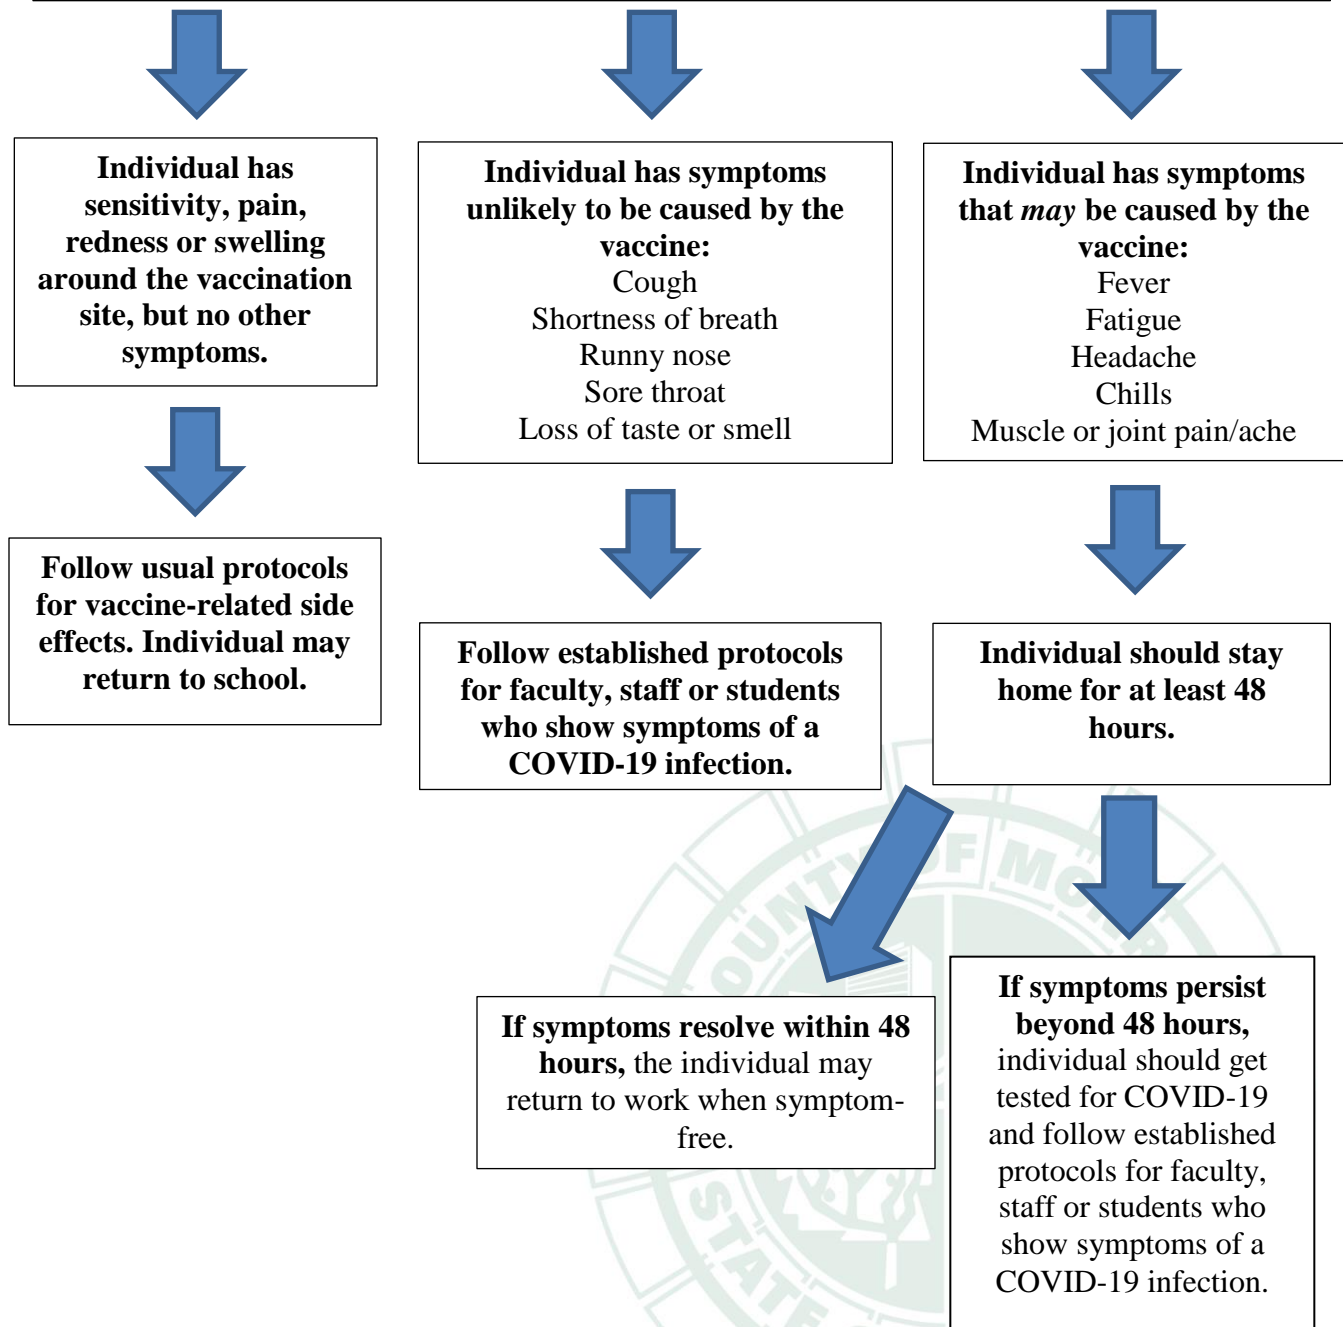 Individual has
sensitivity, pain,
redness or swelling
around the vaccination
site, but no other
symptoms.
Individual has symptoms
unlikely to be caused by the
vaccine:
Cough
Shortness of breath
Runny nose
Sore throat
Loss of taste or smell
Individual has symptoms
that may be caused by the
vaccine:
Fever
Fatigue
Headache
Chills
Muscle or joint pain/ache
Follow usual protocols
for vaccine-related side
effects. Individual may
return to school.
Follow established protocols
for faculty, staff or students
who show symptoms of a
COVID-19 infection.
Individual should stay
home for at least 48
hours.
If symptoms resolve within 48
hours, the individual may
return to work when symptom-
free.
If symptoms persist
beyond 48 hours,
individual should get
tested for COVID-19
and follow established
protocols for faculty,
staff or students who
show symptoms of a
COVID-19 infection.
OF
STATE